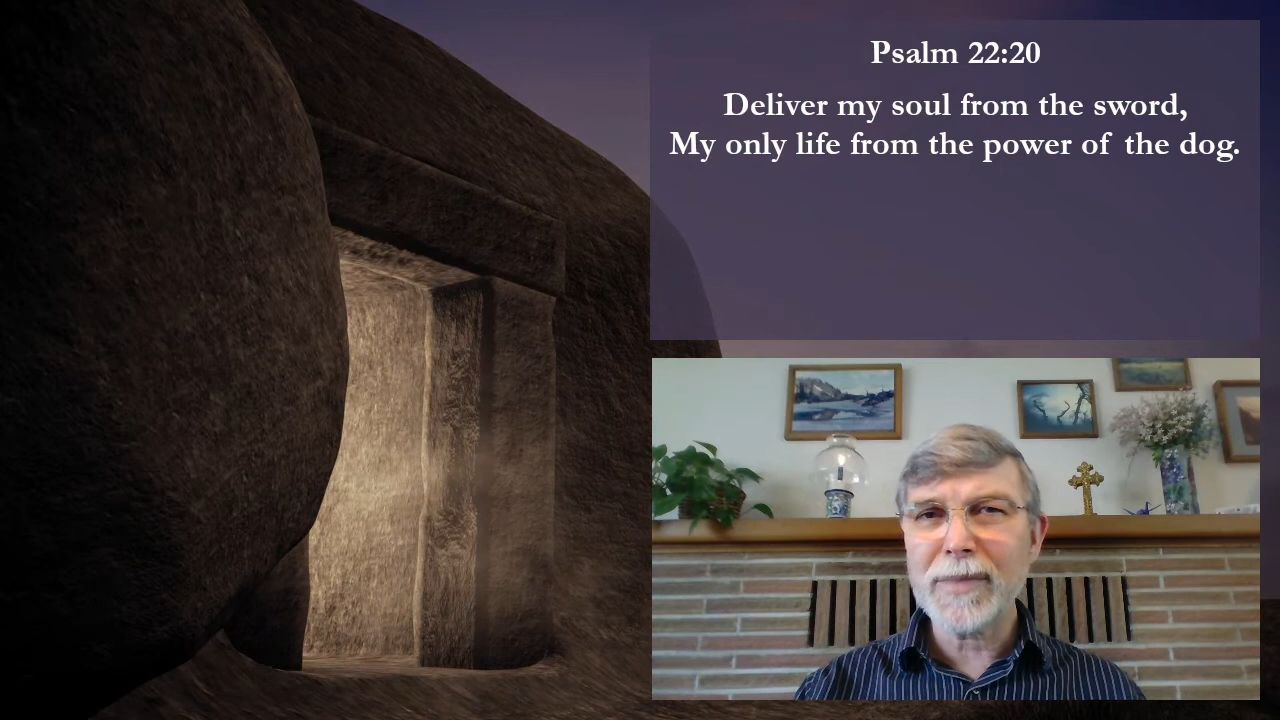 Psalm 22:20
Deliver my soul from the sword,
My only life from the power of the dog.